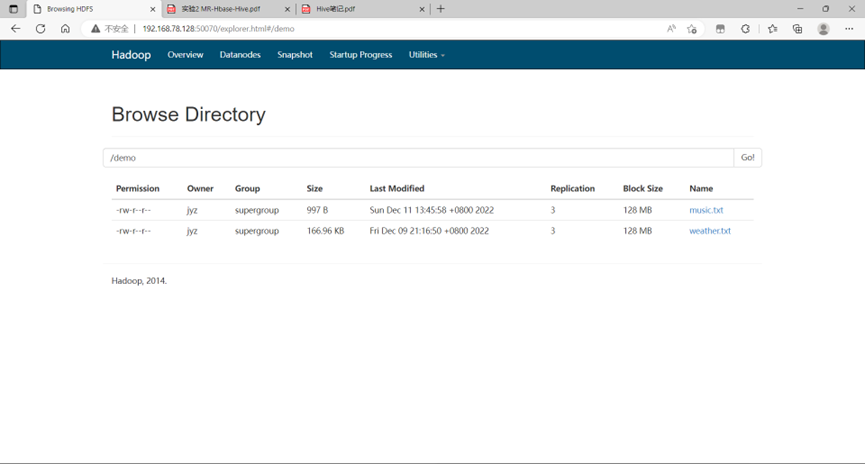 Browsing HDFS
实验2 MR-Hbase-Hive.pdf
Hive笔记.pdf
不安全 | 192.168.78.128:50070/explorer.html#/demo
Hadoop Overview Datanodes Snapshot Startup Progress Utilities
Browse Directory
/demo Go!
Permission Owner Group Size Last Modified Replication Block Size Name
-rw-r--r-- jyz supergroup 997 B Sun Dec 11 13:45:58 +0800 2022 3 128 MB music.txt
-rw-r--r-- jyz supergroup 166.96 KB Fri Dec 09 21:16:50 +0800 2022 3 128 MB weather.txt
Hadoop, 2014.